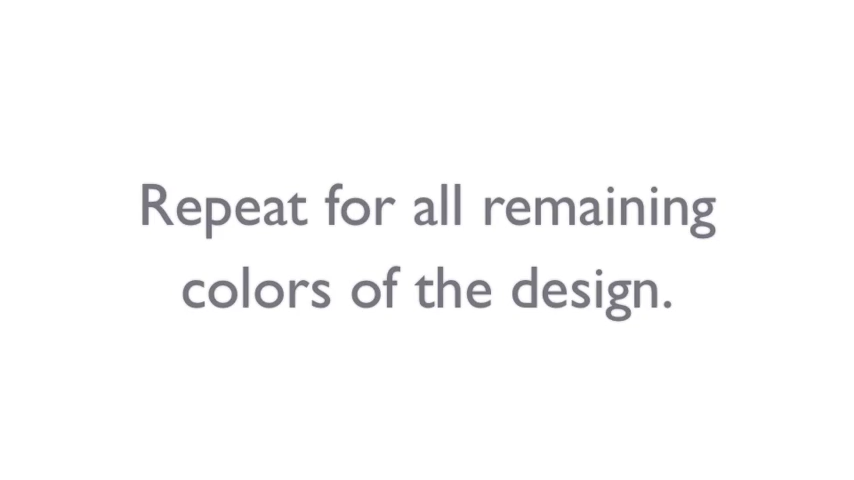 Repeat for all remaining
colors of the design.